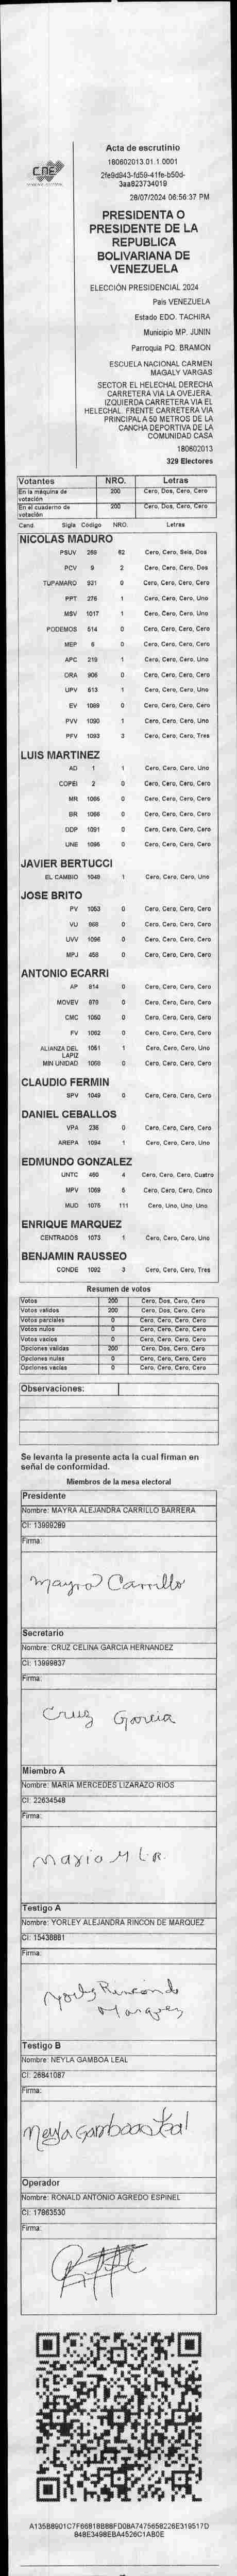 CNE
Acta de escrutinio
180602013.01.1.0001
2fe9d943-fd59-41fe-b50d-
3aa823734019
28/07/2024 06:56:37 PM
PRESIDENTA O
PRESIDENTE DE LA
REPUBLICA
BOLIVARIANA DE
VENEZUELA
ELECCIÓN PRESIDENCIAL 2024
País VENEZUELA
Estado EDO. TACHIRA
Municipio MP. JUNIN
Parroquia PQ. BRAMON
ESCUELA NACIONAL CARMEN
MAGALY VARGAS
SECTOR EL HELECHAL DERECHA
CARRETERA VIA LA OVEJERA.
IZQUIERDA CARRETERA VIA EL
HELECHAL. FRENTE CARRETERA VIA
PRINCIPAL A 50 METROS DE LA
CANCHA DEPORTIVA DE LA
COMUNIDAD CASA
180602013
329 Electores
Votantes NRO. Letras
En la máquina de votación 200 Cero, Dos, Cero, Cero
En el cuaderno de votación 200 Cero, Dos, Cero, Cero
Cand. Sigla Código NRO. Letras
NICOLAS MADURO
PSUV 269 62 Cero, Cero, Seis, Dos
PCV 9 2 Cero, Cero, Cero, Dos
TUPAMARO 921 0 Cero, Cero, Cero, Cero
PPT 276 1 Cero, Cero, Cero, Uno
MSV 1017 1 Cero, Cero, Cero, Uno
PODEMOS 514 0 Cero, Cero, Cero, Cero
MEP 6 0 Cero, Cero, Cero, Cero
APC 219 1 Cero, Cero, Cero, Uno
ORA 906 0 Cero, Cero, Cero, Cero
UPV 613 1 Cero, Cero, Cero, Uno
EV 1089 0 Cero, Cero, Cero, Cero
PVV 1090 1 Cero, Cero, Cero, Uno
PFV 1093 3 Cero, Cero, Cero, Tres
LUIS MARTINEZ
AD 1 1 Cero, Cero, Cero, Uno
COPEI 2 0 Cero, Cero, Cero, Cero
MR 1065 0 Cero, Cero, Cero, Cero
BR 1066 0 Cero, Cero, Cero, Cero
DDP 1091 0 Cero, Cero, Cero, Cero
UNE 1095 0 Cero, Cero, Cero, Cero
JAVIER BERTUCCI
EL CAMBIO 1048 1 Cero, Cero, Cero, Uno
JOSE BRITO
PV 1053 0 Cero, Cero, Cero, Cero
VU 968 0 Cero, Cero, Cero, Cero
UVV 1096 0 Cero, Cero, Cero, Cero
MPJ 458 0 Cero, Cero, Cero, Cero
ANTONIO ECARRI
AP 814 0 Cero, Cero, Cero, Cero
MOVEV 879 0 Cero, Cero, Cero, Cero
CMC 1050 0 Cero, Cero, Cero, Cero
FV 1062 0 Cero, Cero, Cero, Cero
ALIANZA DEL LAPIZ 1051 1 Cero, Cero, Cero, Uno
MIN UNIDAD 1059 0 Cero, Cero, Cero, Cero
CLAUDIO FERMIN
SPV 1049 0 Cero, Cero, Cero, Cero
DANIEL CEBALLOS
VPA 238 0 Cero, Cero, Cero, Cero
AREPA 1094 1 Cero, Cero, Cero, Uno
EDMUNDO GONZALEZ
UNTC 460 4 Cero, Cero, Cero, Cuatro
MPV 1069 5 Cero, Cero, Cero, Cinco
MUD 1075 111 Cero, Uno, Uno, Uno
ENRIQUE MARQUEZ
CENTRADOS 1073 1 Cero, Cero, Cero, Uno
BENJAMIN RAUSSEO
CONDE 1092 3 Cero, Cero, Cero, Tres
Resumen de votos
Votos 200 Cero, Dos, Cero, Cero
Votos validos 200 Cero, Dos, Cero, Cero
Votos parciales 0 Cero, Cero, Cero, Cero
Votos nulos 0 Cero, Cero, Cero, Cero
Votos vacios 0 Cero, Cero, Cero, Cero
Opciones validas 200 Cero, Dos, Cero, Cero
Opciones nulas 0 Cero, Cero, Cero, Cero
Opciones vacias 0 Cero, Cero, Cero, Cero
Observaciones:
Se levanta la presente acta la cual firman en
señal de conformidad.
Miembros de la mesa electoral
Presidente
Nombre: MAYRA ALEJANDRA CARRILLO BARRERA
CI: 13999289
Firma:
Mayra Carrillo
Secretario
Nombre: CRUZ CELINA GARCIA HERNANDEZ
CI: 13999837
Firma:
Cruz Garcia
Miembro A
Nombre: MARIA MERCEDES LIZARAZO RIOS
CI: 22634548
Firma:
Maria M L.R.
Testigo A
Nombre: YORLEY ALEJANDRA RINCON DE MARQUEZ
CI: 15438881
Firma:
Yorley Rincon de
Marquez
Testigo B
Nombre: NEYLA GAMBOA LEAL
CI: 26841087
Firma:
Neyla Gamboa Leal
Operador
Nombre: RONALD ANTONIO AGREDO ESPINEL
CI: 17863530
Firma:
A135B8901C7F66818B88FD08A7475658226E319517D
848E3498EBA4526C1AB0E